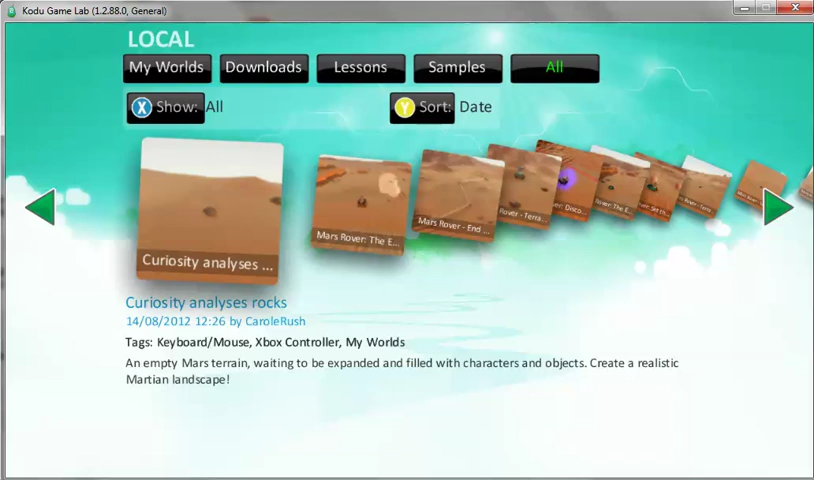 Kodu Game Lab (1.2.88.0, General)
LOCAL
My Worlds Downloads Lessons Samples All
X Show: All Y Sort: Date
Curiosity analyses ...
Mars Rover: The E...
Mars Rover - End ...
Rover - Terra...
Curiosity analyses rocks
14/08/2012 12:26 by CaroleRush
Tags: Keyboard/Mouse, Xbox Controller, My Worlds
An empty Mars terrain, waiting to be expanded and filled with characters and objects. Create a realistic
Martian landscape!